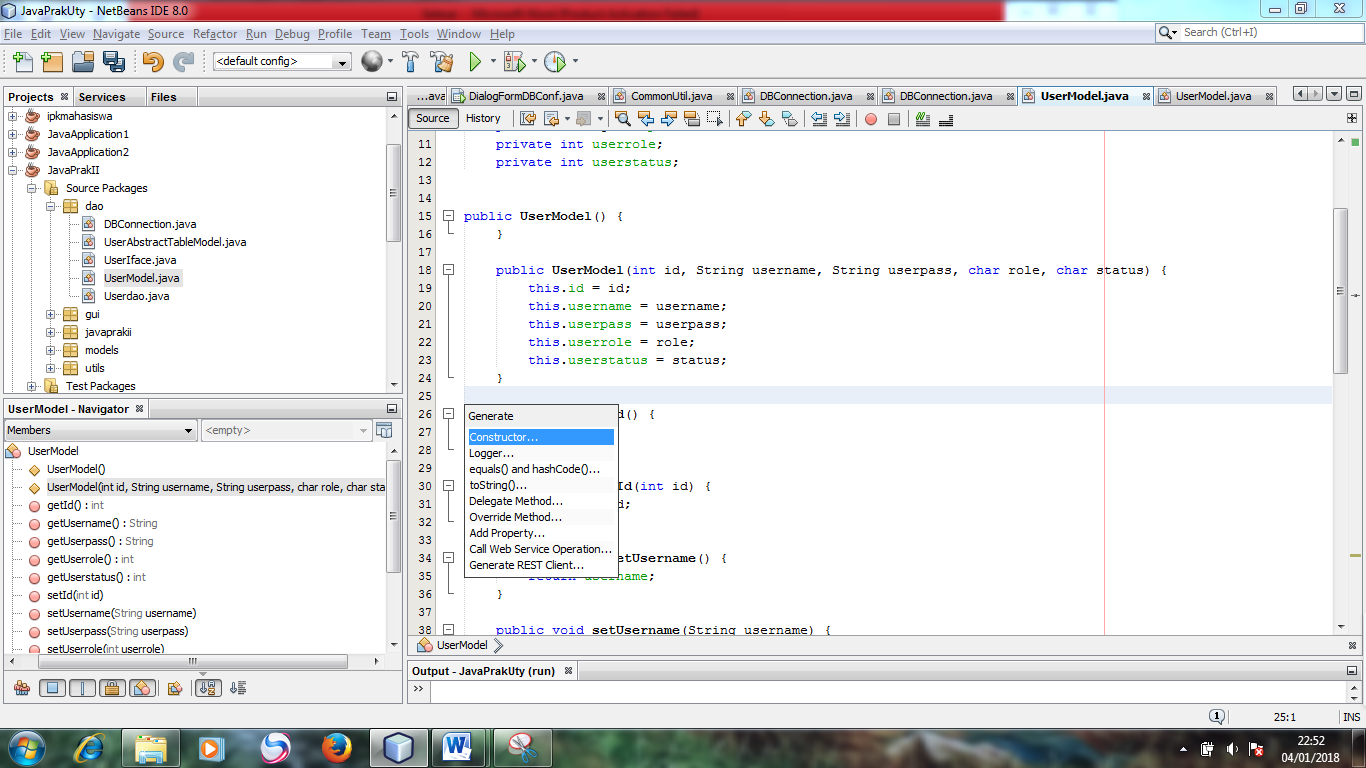 JavaPrakUty - NetBeans IDE 8.0
File Edit View Navigate Source Refactor Run Debug Profile Team Tools Window Help
Search (Ctrl+I)
<default config>
Projects Services Files
ipkmahasiswa
JavaApplication1
JavaApplication2
JavaPrakII
Source Packages
dao
DBConnection.java
UserAbstractTableModel.java
UserIface.java
UserModel.java
Userdao.java
gui
javaprakii
models
utils
Test Packages
UserModel - Navigator
Members
<empty>
UserModel
UserModel()
UserModel(int id, String username, String userpass, char role, char sta
getId() : int
getUsername() : String
getUserpass() : String
getUserrole() : int
getUserstatus() : int
setId(int id)
setUsername(String username)
setUserpass(String userpass)
setUserrole(int userrole)
...ava DialogFormDBConf.java CommonUtil.java DBConnection.java DBConnection.java UserModel.java UserModel.java
Source History
11 private int userrole;
12 private int userstatus;
13
14
15 public UserModel() {
16 }
17
18 public UserModel(int id, String username, String userpass, char role, char status) {
19 this.id = id;
20 this.username = username;
21 this.userpass = userpass;
22 this.userrole = role;
23 this.userstatus = status;
24 }
25
26 d() {
27
28
29
30 Id(int id) {
31 d;
32
33
34 etUsername() {
35 return username;
36 }
37
38 public void setUsername(String username) {
Generate
Constructor...
Logger...
equals() and hashCode()...
toString()...
Delegate Method...
Override Method...
Add Property...
Call Web Service Operation...
Generate REST Client...
UserModel
Output - JavaPrakUty (run)
>>
1
25:1 INS
22:52
04/01/2018